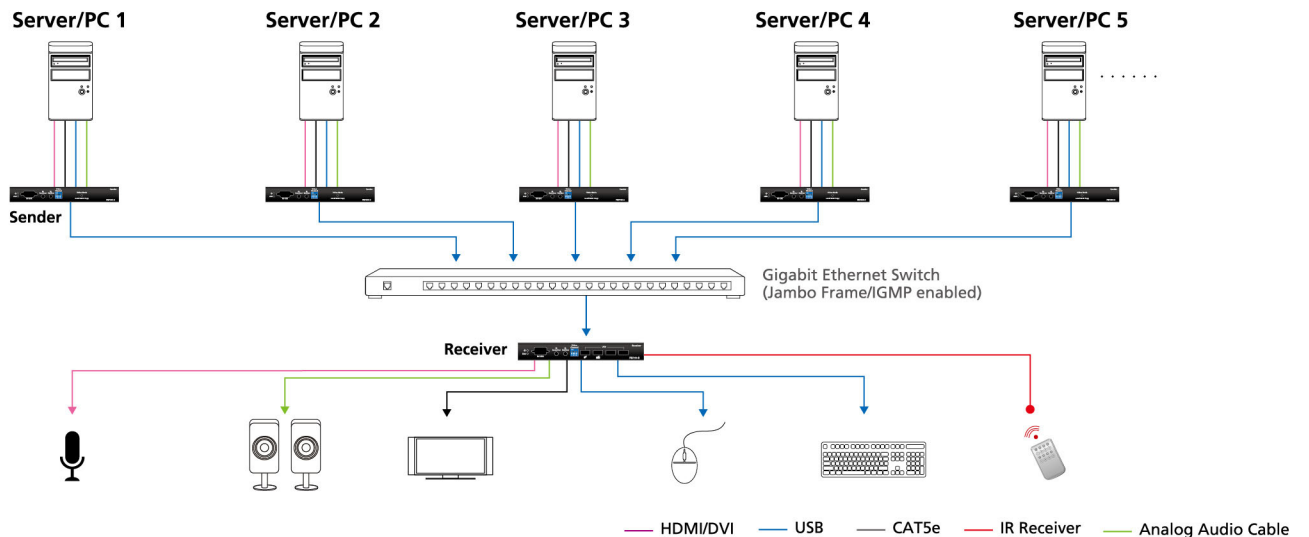 Server/PC 1
Server/PC 2
Server/PC 3
Server/PC 4
Server/PC 5
. . . . . .
Sender
Gigabit Ethernet Switch
(Jambo Frame/IGMP enabled)
Receiver
HDMI/DVI
USB
CAT5e
IR Receiver
Analog Audio Cable